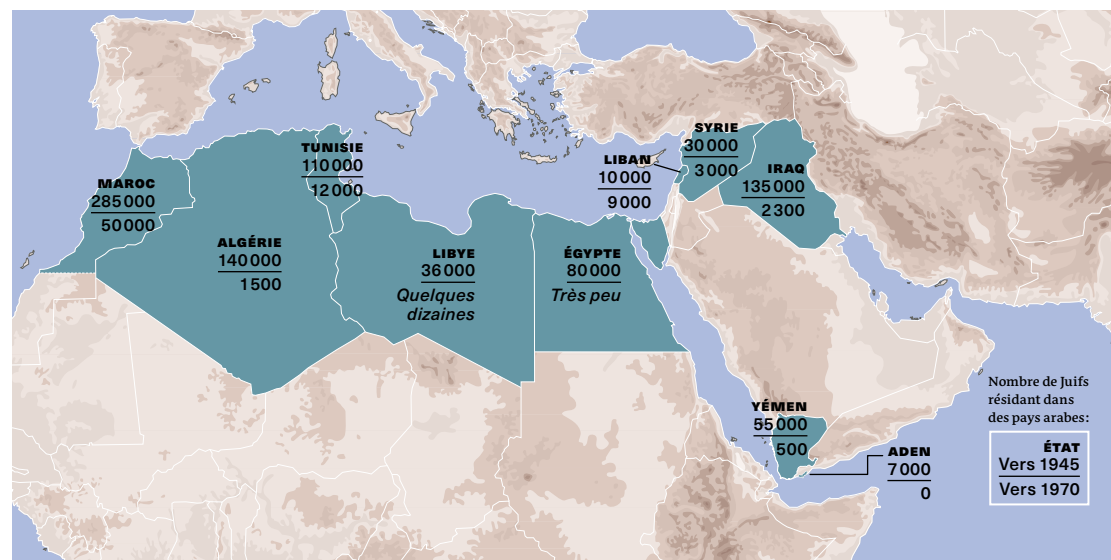 MAROC
285 000
50 000
ALGÉRIE
140 000
1 500
TUNISIE
110 000
12 000
LIBYE
36 000
Quelques
dizaines
ÉGYPTE
80 000
Très peu
LIBAN
10 000
9 000
SYRIE
30 000
3 000
IRAQ
135 000
2 300
YÉMEN
55 000
500
ADEN
7 000
0
Nombre de Juifs
résidant dans
des pays arabes :
ÉTAT
Vers 1945
Vers 1970